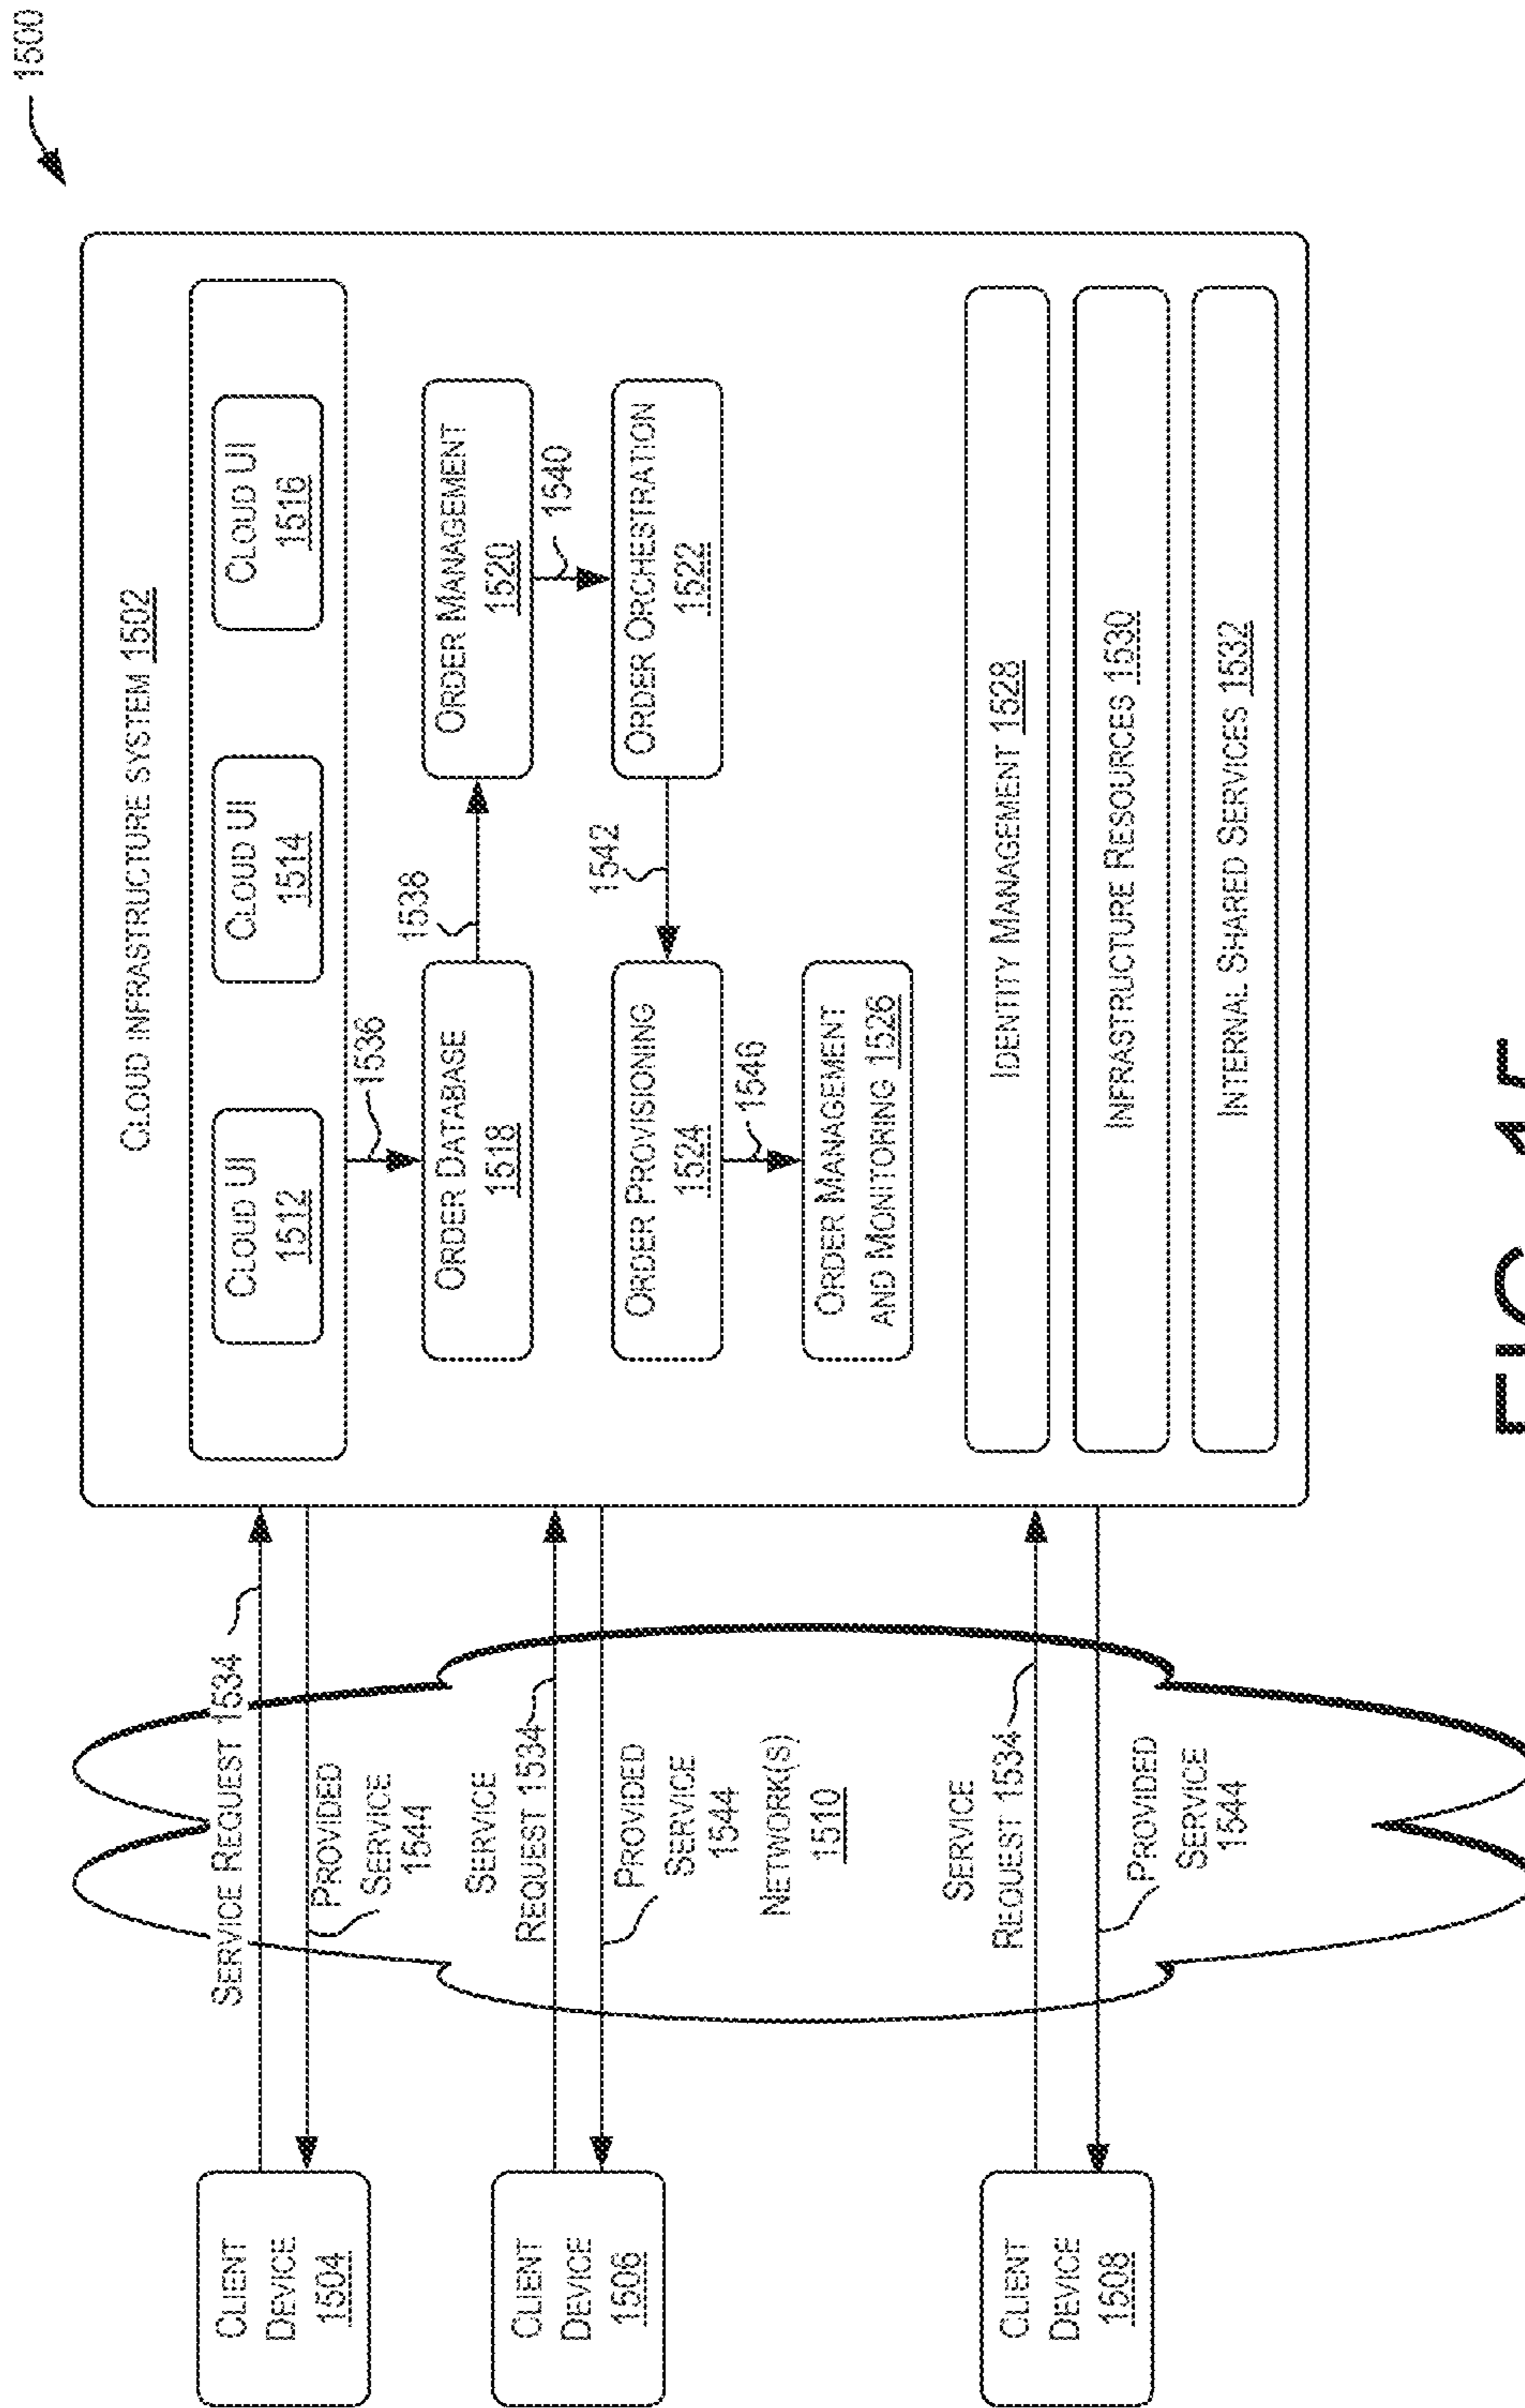 1500
CLOUD INFRASTRUCTURE SYSTEM 1502
CLOUD UI
1512
CLOUD UI
1514
CLOUD UI
1516
1536
ORDER DATABASE
1518
1538
ORDER MANAGEMENT
1520
1540
ORDER PROVISIONING
1524
1542
ORDER ORCHESTRATION
1522
1546
ORDER MANAGEMENT
AND MONITORING 1526
IDENTITY MANAGEMENT 1528
INFRASTRUCTURE RESOURCES 1530
INTERNAL SHARED SERVICES 1532
CLIENT
DEVICE
1504
SERVICE REQUEST 1534
PROVIDED
SERVICE
1544
CLIENT
DEVICE
1506
SERVICE
REQUEST 1534
PROVIDED
SERVICE
1544
NETWORK(S)
1510
CLIENT
DEVICE
1508
SERVICE
REQUEST 1534
PROVIDED
SERVICE
1544